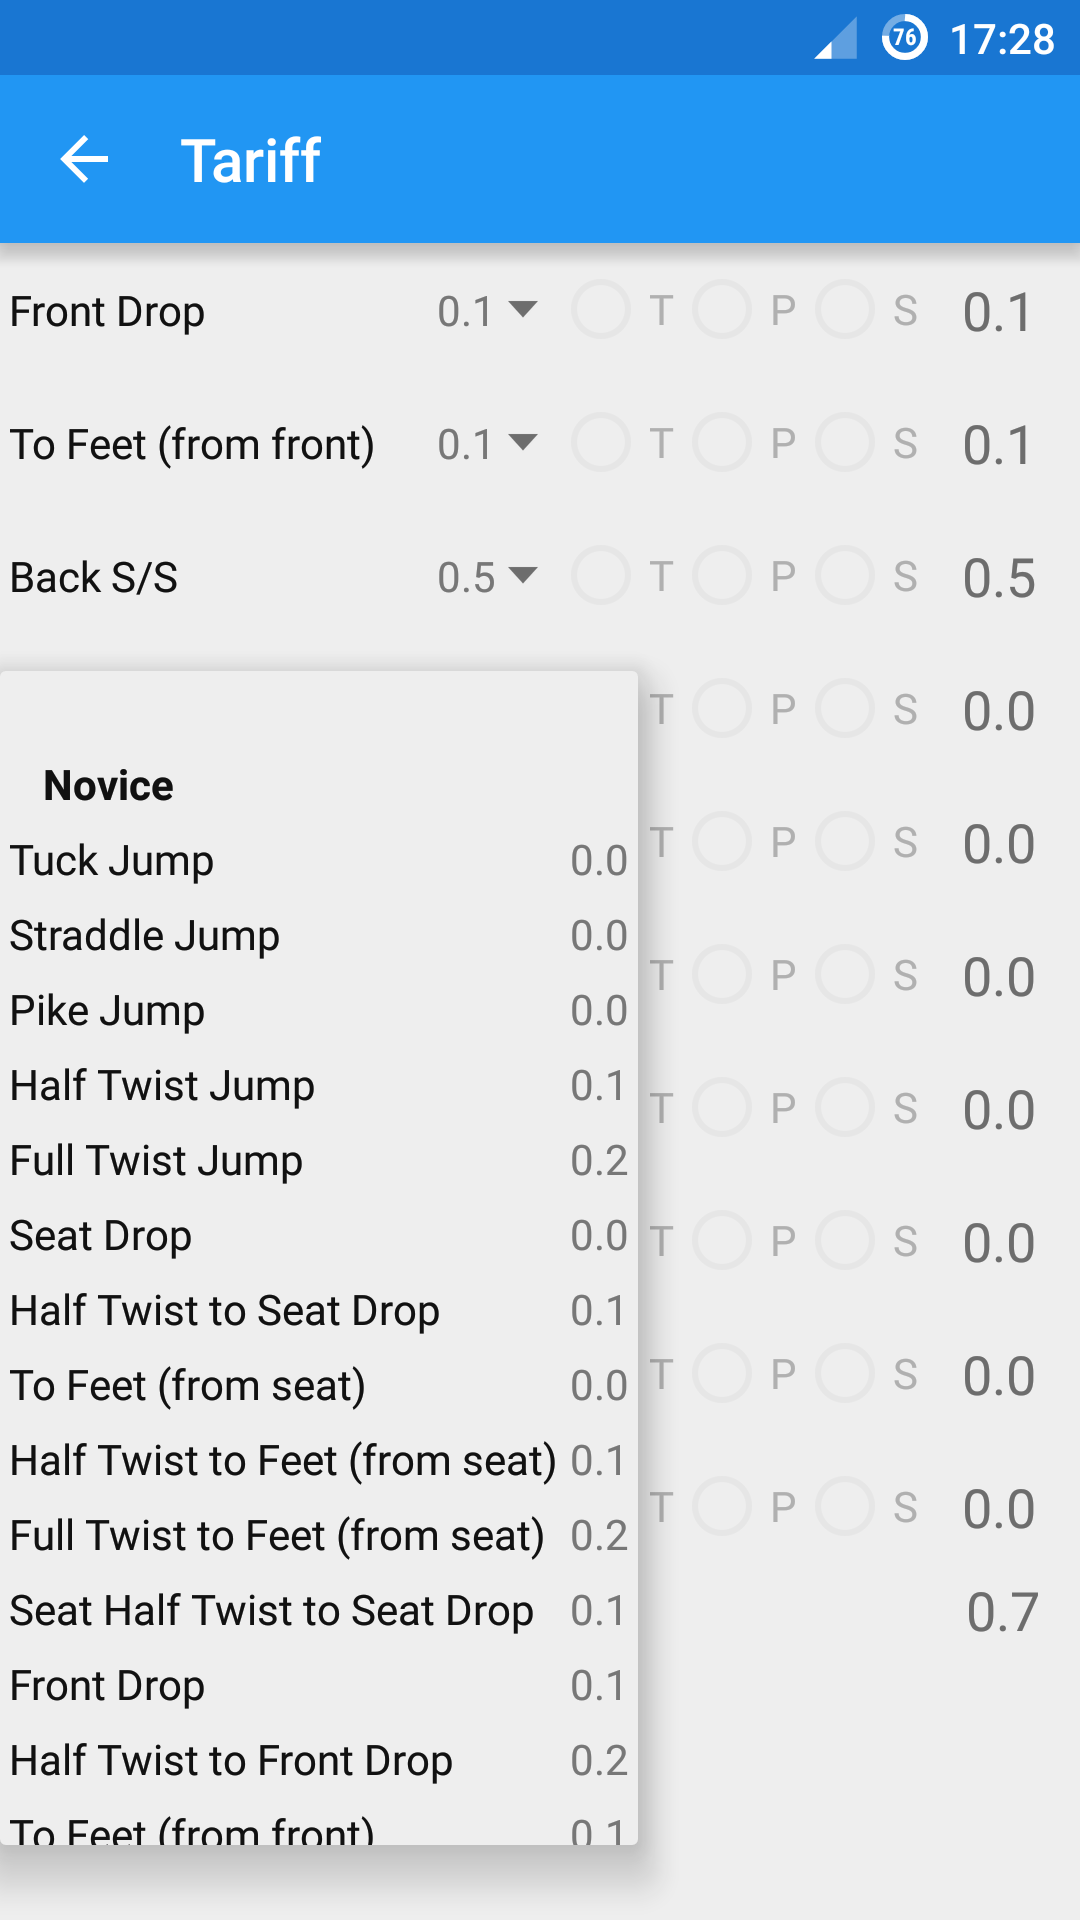 76 17:28
Tariff
Front Drop 0.1 T P S 0.1
To Feet (from front) 0.1 T P S 0.1
Back S/S 0.5 T P S 0.5
T P S 0.0
Novice
Tuck Jump 0.0 T P S 0.0
Straddle Jump 0.0
T P S 0.0
Pike Jump 0.0
Half Twist Jump 0.1 T P S 0.0
Full Twist Jump 0.2
Seat Drop 0.0 T P S 0.0
Half Twist to Seat Drop 0.1
To Feet (from seat) 0.0 T P S 0.0
Half Twist to Feet (from seat) 0.1
T P S 0.0
Full Twist to Feet (from seat) 0.2
Seat Half Twist to Seat Drop 0.1 0.7
Front Drop 0.1
Half Twist to Front Drop 0.2
To Feet (from front) 0.1